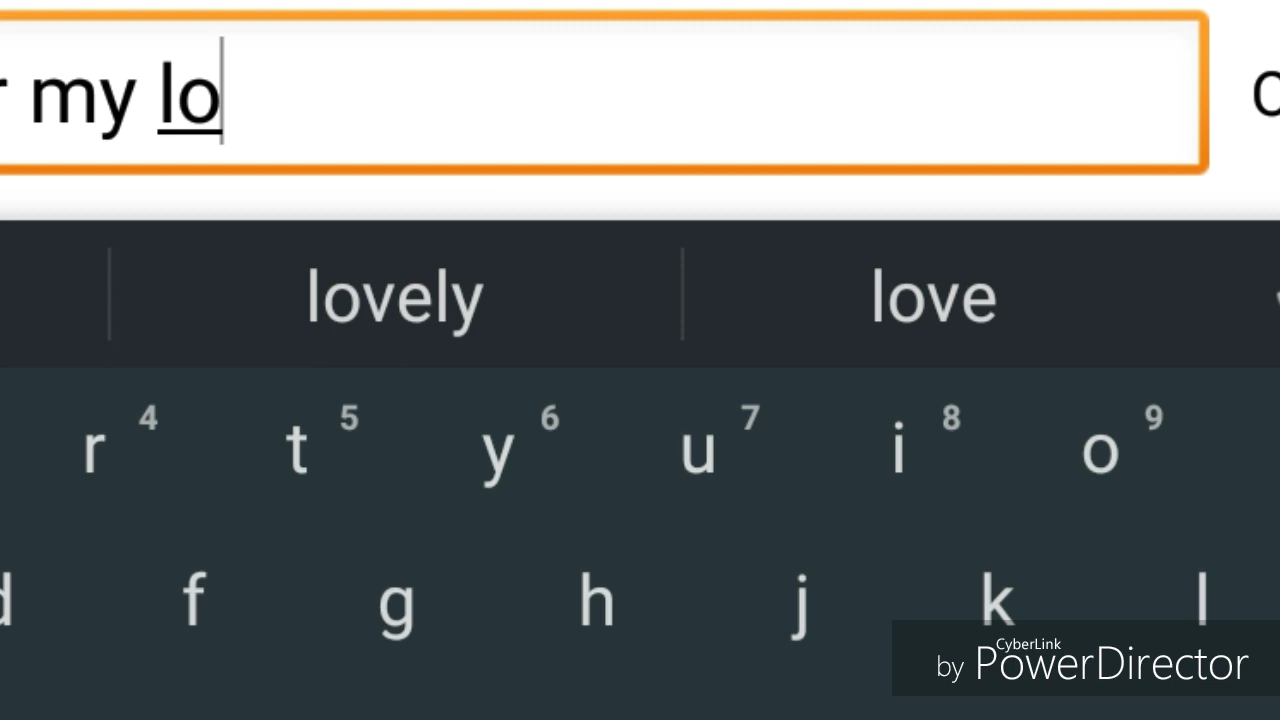 my lo
lovely love
r 4 t 5 y 6 u 7 i 8 o 9
f g h j k l
by CyberLink PowerDirector